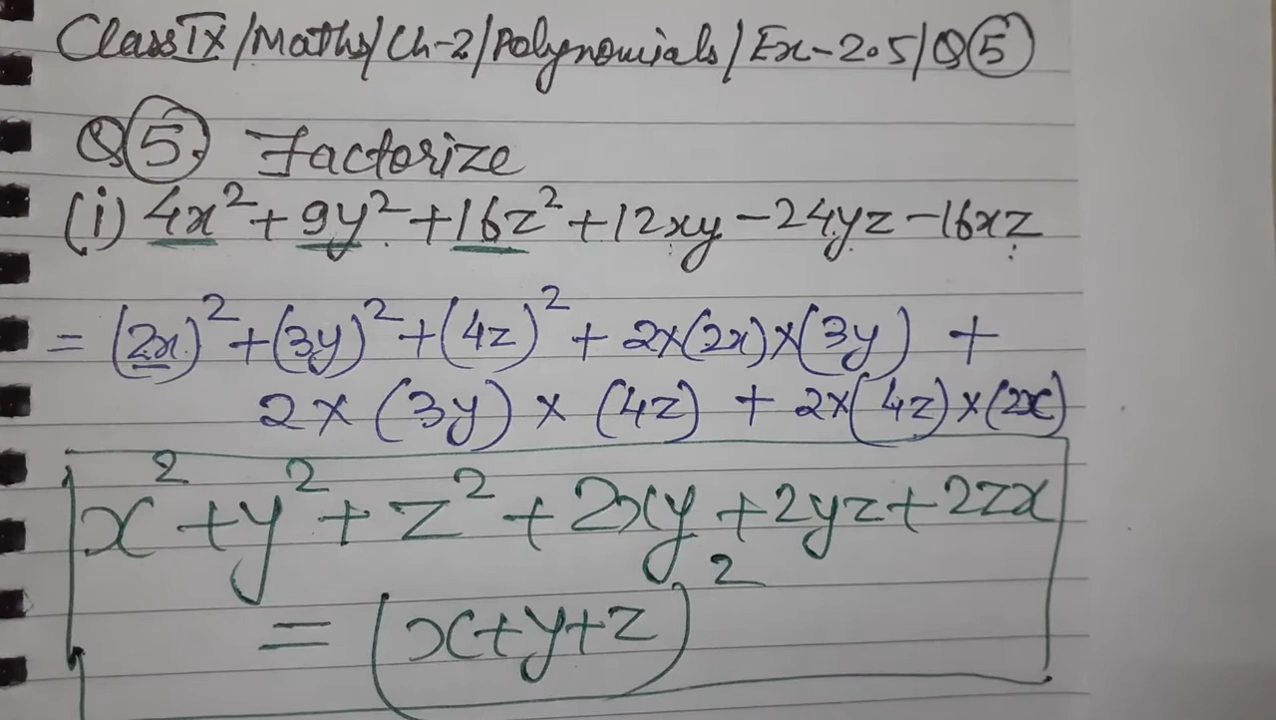 Class IX/Maths/Ch-2/Polynomials/Ex-2.5/Q5
Q5. Factorize
(i) 4x²+9y²+16z²+12xy-24yz-16xz
= (2x)²+(3y)²+(4z)²+2×(2x)×(3y) +
2×(3y)×(4z) + 2×(4z)×(2x)
x²+y²+z²+2xy+2yz+2zx
= (x+y+z)²